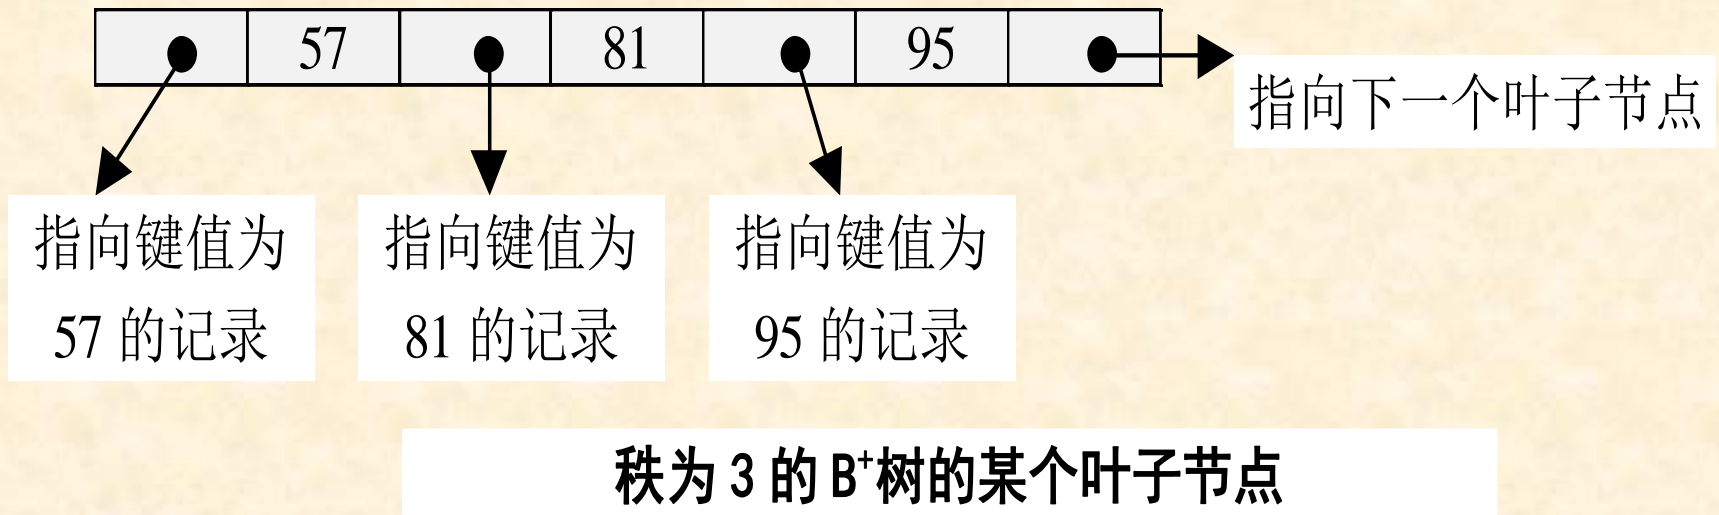 57 81 95
指向下一个叶子节点
指向键值为
57 的记录
指向键值为
81 的记录
指向键值为
95 的记录
秩为 3 的 B⁺树的某个叶子节点